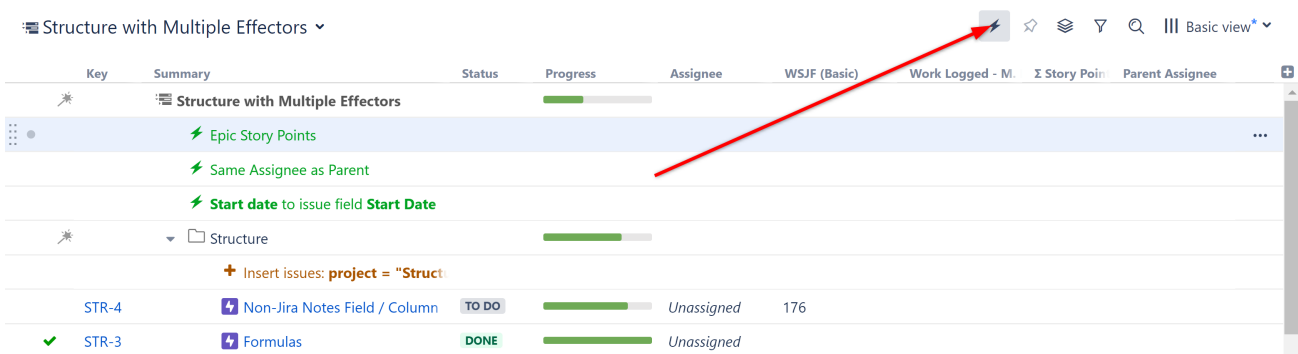 Structure with Multiple Effectors
Basic view*
Key Summary Status Progress Assignee WSJF (Basic) Work Logged - M. Σ Story Poin Parent Assignee
Structure with Multiple Effectors
Epic Story Points
Same Assignee as Parent
Start date to issue field Start Date
Structure
Insert issues: project = "Struct
STR-4 Non-Jira Notes Field / Column TO DO Unassigned 176
STR-3 Formulas DONE Unassigned